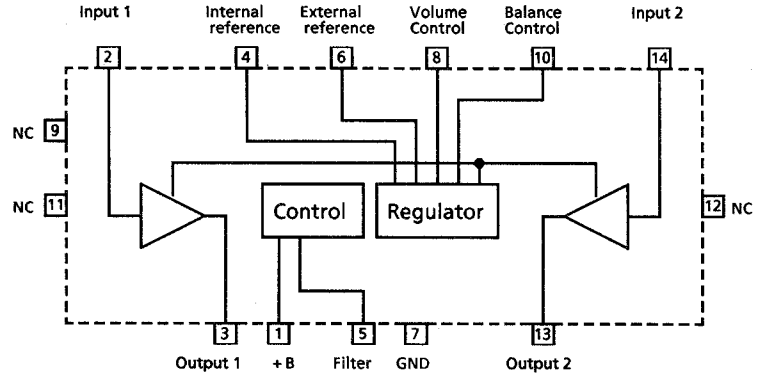 Input 1
Internal reference
External reference
Volume Control
Balance Control
Input 2
2
4
6
8
10
14
NC 9
NC 11
12 NC
Control
Regulator
3
1
5
7
13
Output 1
+B
Filter
GND
Output 2